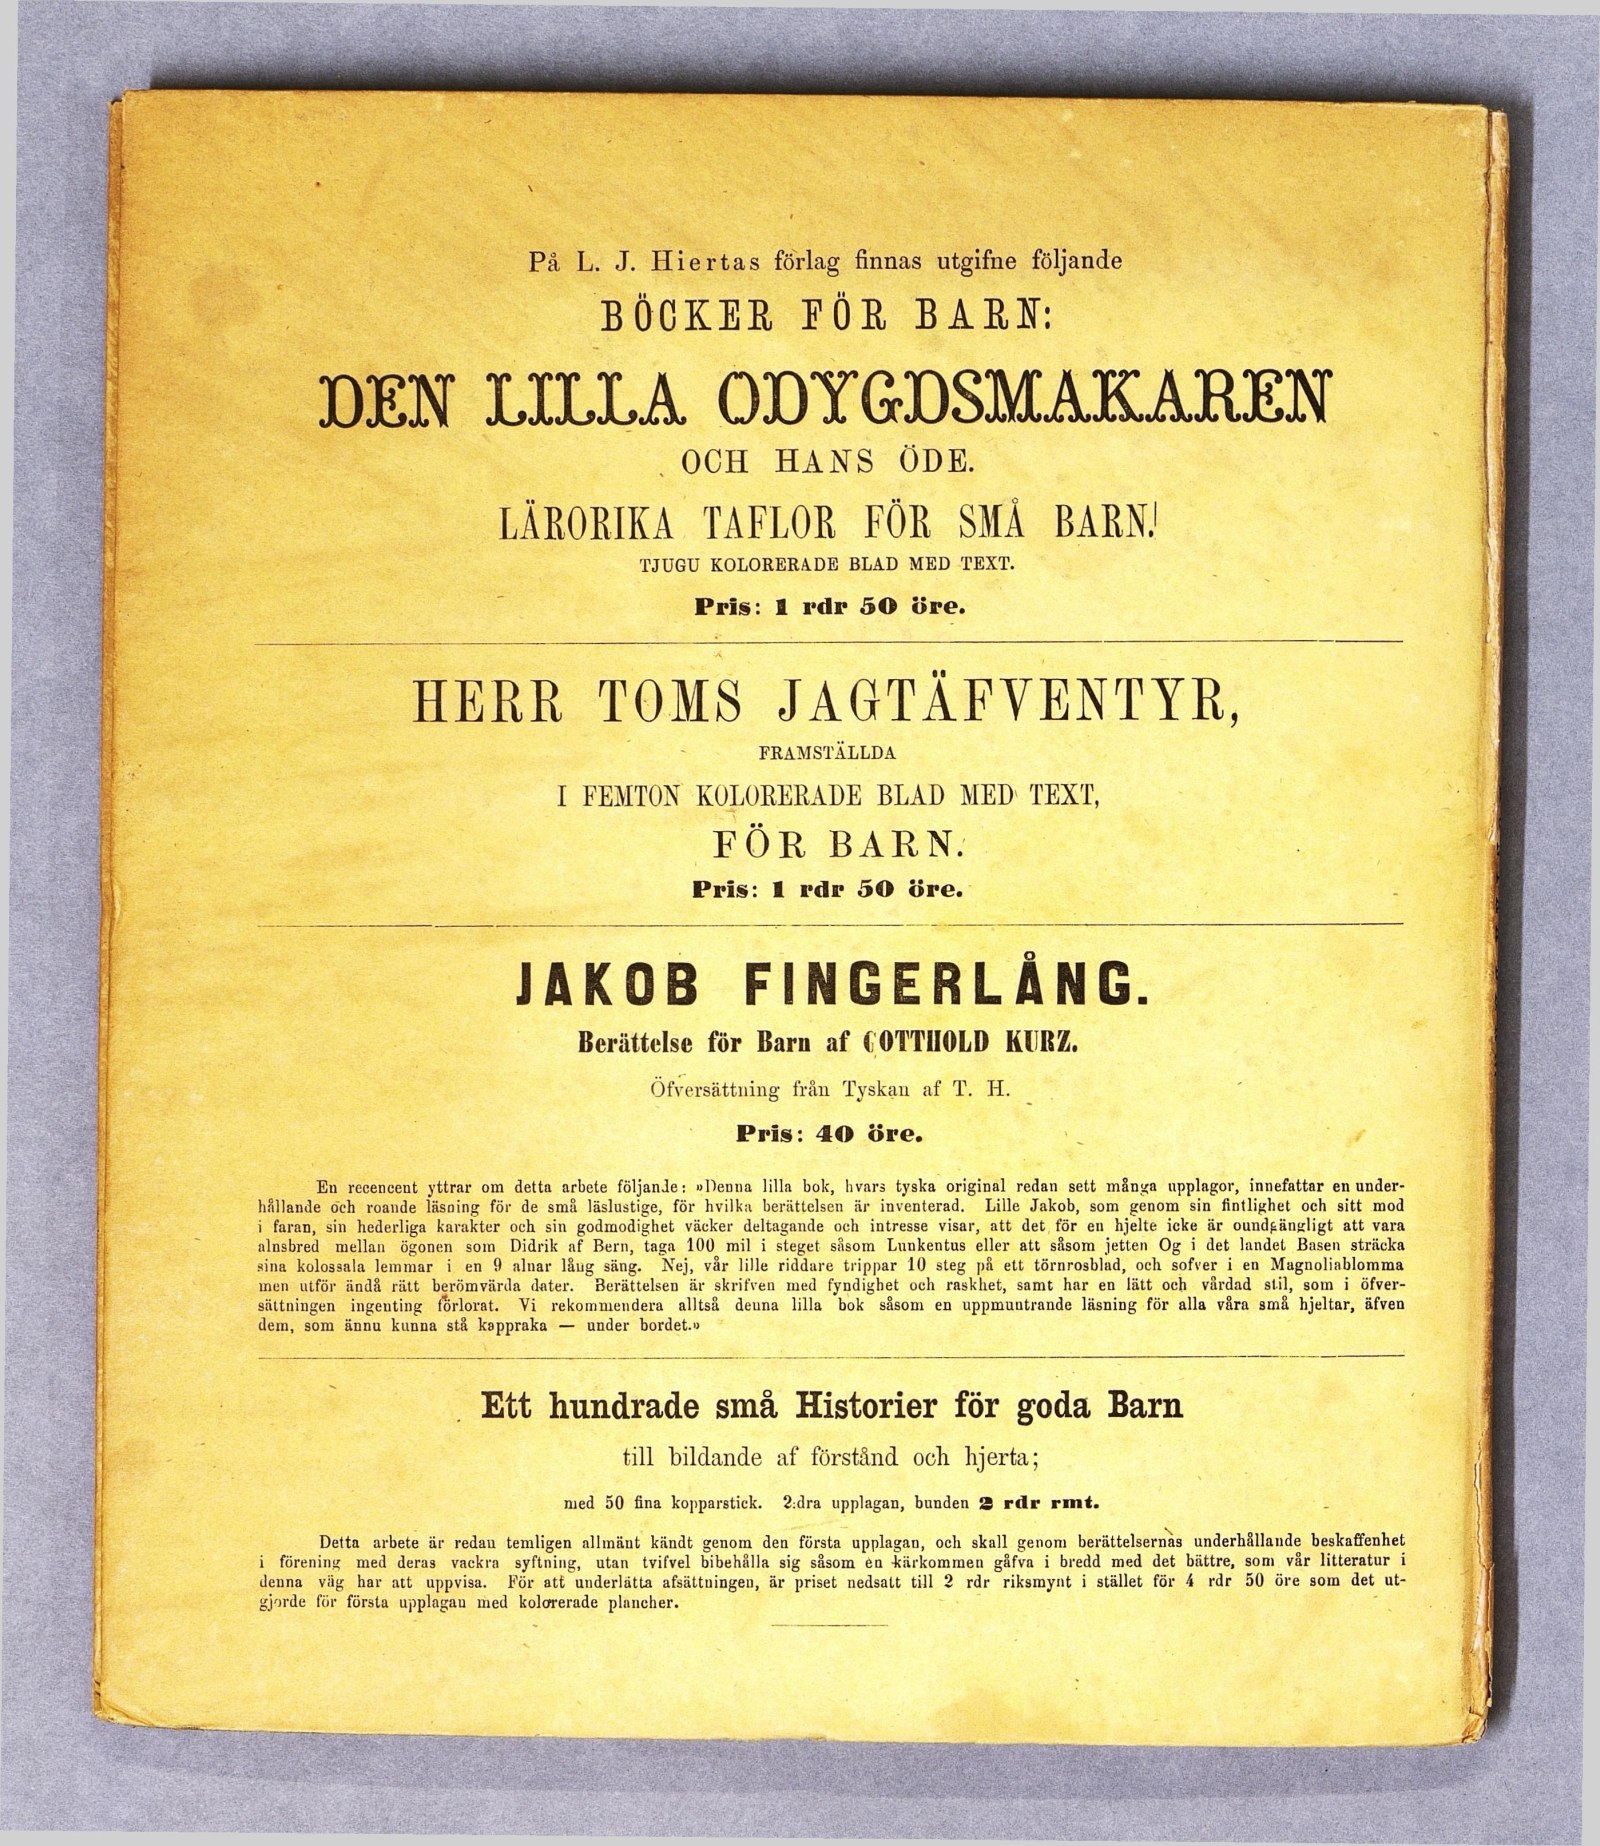 På L. J. Hiertas förlag finnas utgifne följande
BÖCKER FÖR BARN:
DEN LILLA ODYGDSMAKAREN
OCH HANS ÖDE.
LÄRORIKA TAFLOR FÖR SMÅ BARN!
TJUGU KOLORERADE BLAD MED TEXT.
Pris: 1 rdr 50 öre.
HERR TOMS JAGTÄFVENTYR,
FRAMSTÄLLDA
I FEMTON KOLORERADE BLAD MED TEXT,
FÖR BARN.
Pris: 1 rdr 50 öre.
JAKOB FINGERLÅNG.
Berättelse för Barn af GOTTHOLD KURZ.
Öfversättning från Tyskan af T. H.
Pris: 40 öre.
En recencent yttrar om detta arbete följande: »Denna lilla bok, hvars tyska original redan sett många upplagor, innefattar en under-
hållande och roande läsning för de små läslustige, för hvilka berättelsen är inventerad. Lille Jakob, som genom sin fintlighet och sitt mod
i faran, sin hederliga karakter och sin godmodighet väcker deltagande och intresse visar, att det för en hjelte icke är oundgängligt att vara
alnsbred mellan ögonen som Didrik af Bern, taga 100 mil i steget såsom Lunkentus eller att såsom jetten Og i det landet Basen sträcka
sina kolossala lemmar i en 9 alnar lång säng. Nej, vår lille riddare trippar 10 steg på ett törnrosblad, och sofver i en Magnoliablomma
men utför ändå rätt berömvärda dater. Berättelsen är skrifven med fyndighet och raskhet, samt har en lätt och vårdad stil, som i öfver-
sättningen ingenting förlorat. Vi rekommendera alltså denna lilla bok såsom en uppmuntrande läsning för alla våra små hjeltar, äfven
dem, som ännu kunna stå kappraka — under bordet.»
Ett hundrade små Historier för goda Barn
till bildande af förstånd och hjerta;
med 50 fina kopparstick. 2:dra upplagan, bunden 2 rdr rmt.
Detta arbete är redan temligen allmänt kändt genom den första upplagan, och skall genom berättelsernas underhållande beskaffenhet
i förening med deras vackra syftning, utan tvifvel bibehålla sig såsom en kärkommen gåfva i bredd med det bättre, som vår litteratur i
denna väg har att uppvisa. För att underlätta afsättningen, är priset nedsatt till 2 rdr riksmynt i stället för 4 rdr 50 öre som det ut-
gjorde för första upplagan med kolorerade plancher.